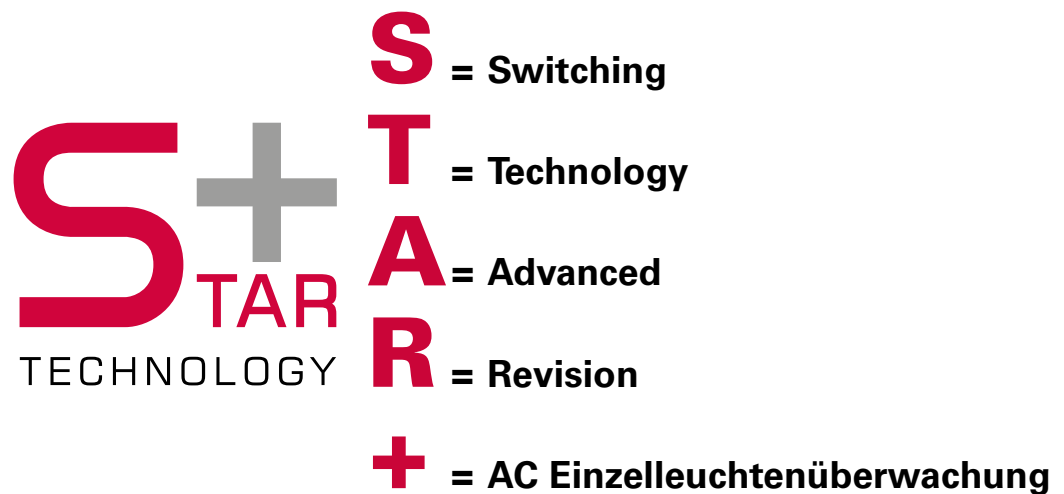 S+
TAR
TECHNOLOGY
S = Switching
T = Technology
A = Advanced
R = Revision
+ = AC Einzelleuchtenüberwachung